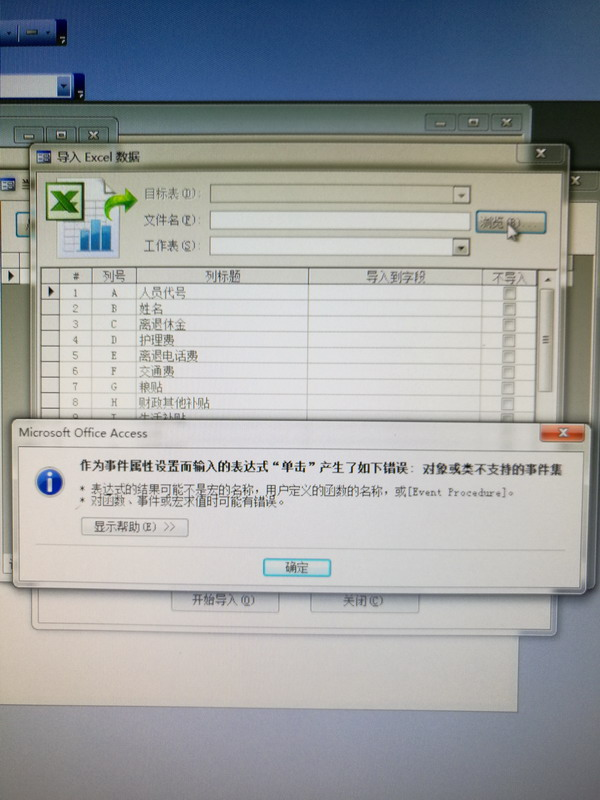 导入 Excel 数据
目标表(D):
文件名(F):
浏览(B)...
工作表(S):
# 列号 列标题 导入到字段 不导入
1 A 人员代号
2 B 姓名
3 C 离退休金
4 D 护理费
5 E 离退电话费
6 F 交通费
7 G 粮贴
8 H 财政其他补贴
9 I 生活补贴
Microsoft Office Access
作为事件属性设置而输入的表达式“单击”产生了如下错误: 对象或类不支持的事件集
* 表达式的结果可能不是宏的名称，用户定义的函数的名称，或[Event Procedure]。
* 对函数、事件或宏求值时可能有错误。
显示帮助(E) >>
确定
开始导入(O)
关闭(C)